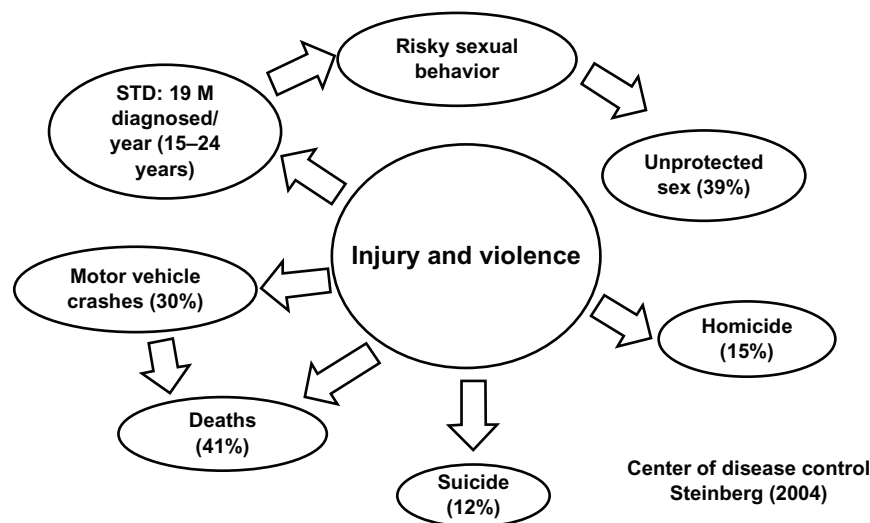 Risky sexual
behavior
STD: 19 M
diagnosed/
year (15–24
years)
Unprotected
sex (39%)
Injury and violence
Motor vehicle
crashes (30%)
Homicide
(15%)
Deaths
(41%)
Suicide
(12%)
Center of disease control
Steinberg (2004)